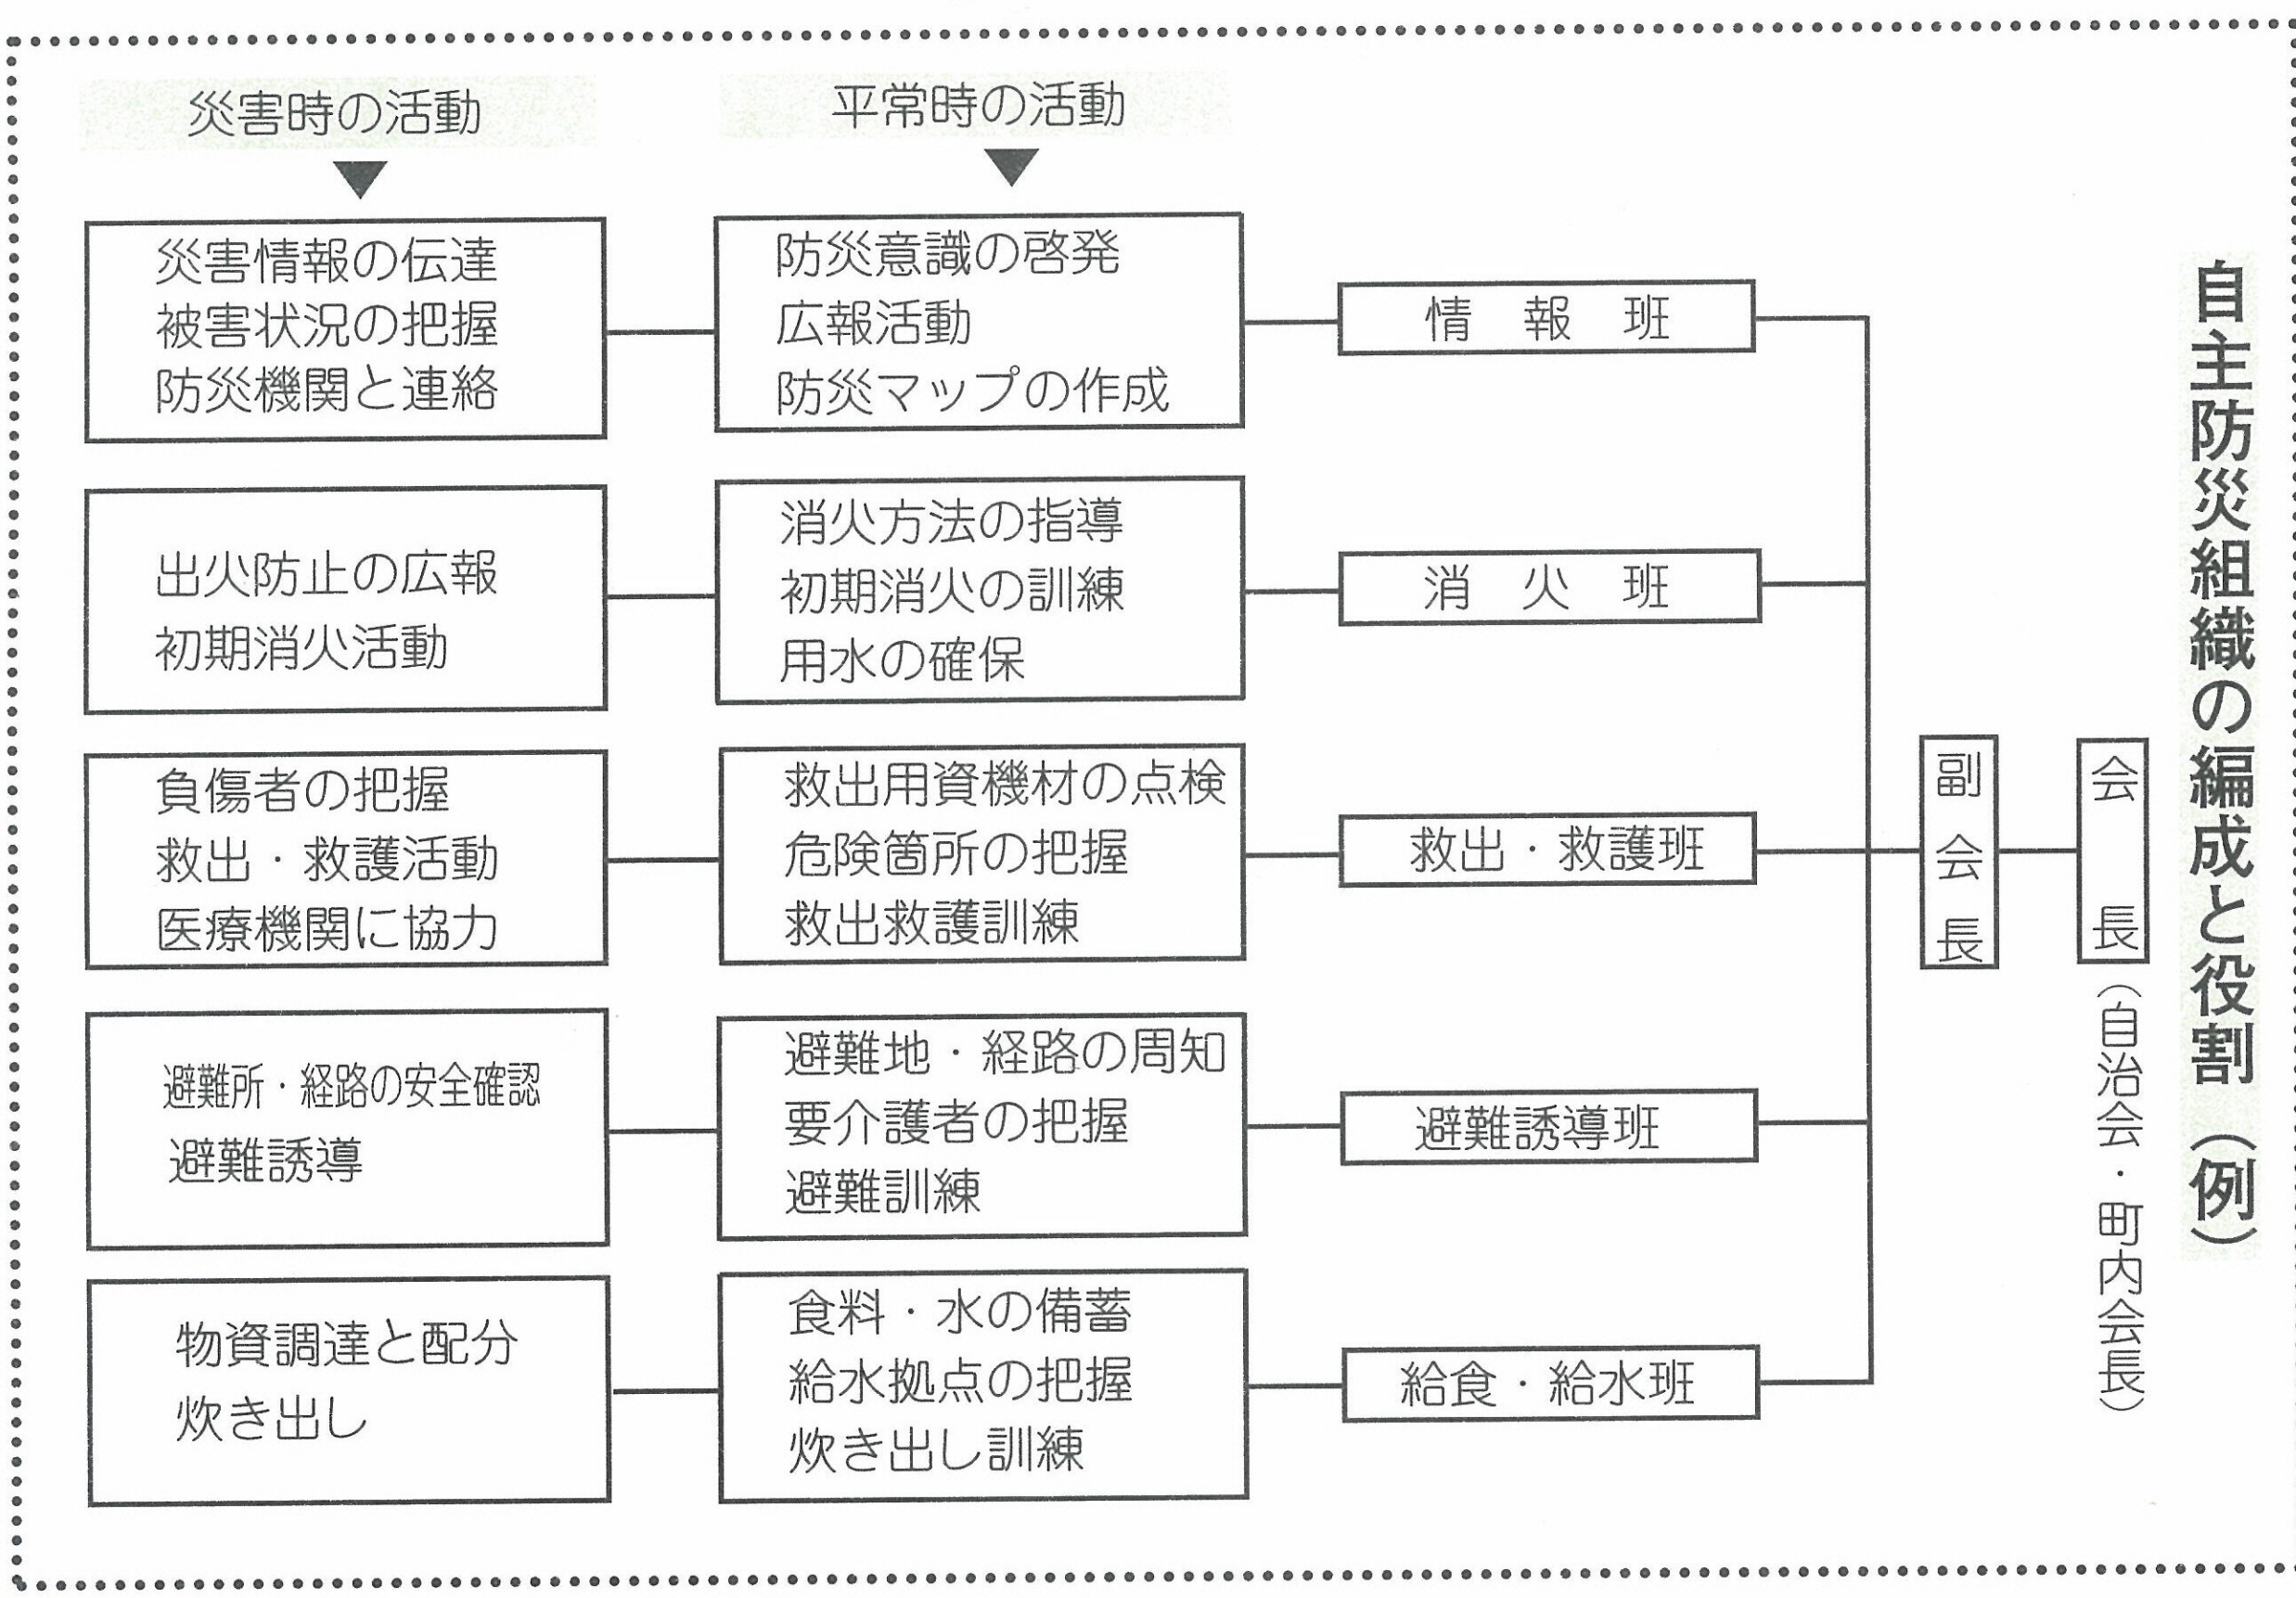 自主防災組織の編成と役割（例）
会長
（自治会・町内会長）
副会長
災害時の活動
平常時の活動
情報班
防災意識の啓発
広報活動
防災マップの作成
災害情報の伝達
被害状況の把握
防災機関と連絡
消火班
消火方法の指導
初期消火の訓練
用水の確保
出火防止の広報
初期消火活動
救出・救護班
救出用資機材の点検
危険箇所の把握
救出救護訓練
負傷者の把握
救出・救護活動
医療機関に協力
避難誘導班
避難地・経路の周知
要介護者の把握
避難訓練
避難所・経路の安全確認
避難誘導
給食・給水班
食料・水の備蓄
給水拠点の把握
炊き出し訓練
物資調達と配分
炊き出し